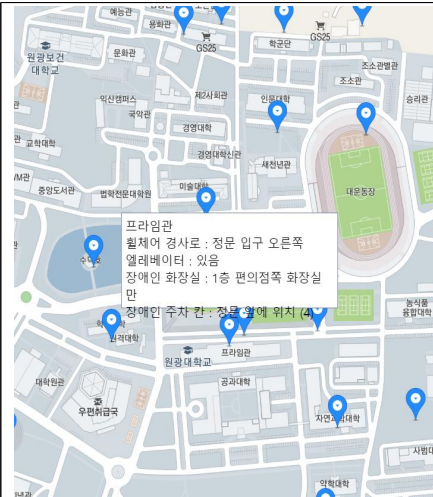 예능관
용화관
GS25
원광보건
대학교
문화관
학군단
GS25
조소관별관
조소관
익산캠퍼스
국악관
제2사회관
인문대학
승리관
교학대학
경영대학
경영대학신관
새천년관
중앙도서관
법학전문대학원
미술대학
대운동장
프라임관
휠체어 경사로 : 정문 입구 오른쪽
엘레베이터 : 있음
장애인 화장실 : 1층 편의점쪽 화장실
만
장애인 주차 칸 : 정문 앞에 위치 (4)
농식품
융합대학
원격대학
원광대학교
프라임관
대학원관
공과대학
우편취급국
자연과학대학
사범대
약학대학